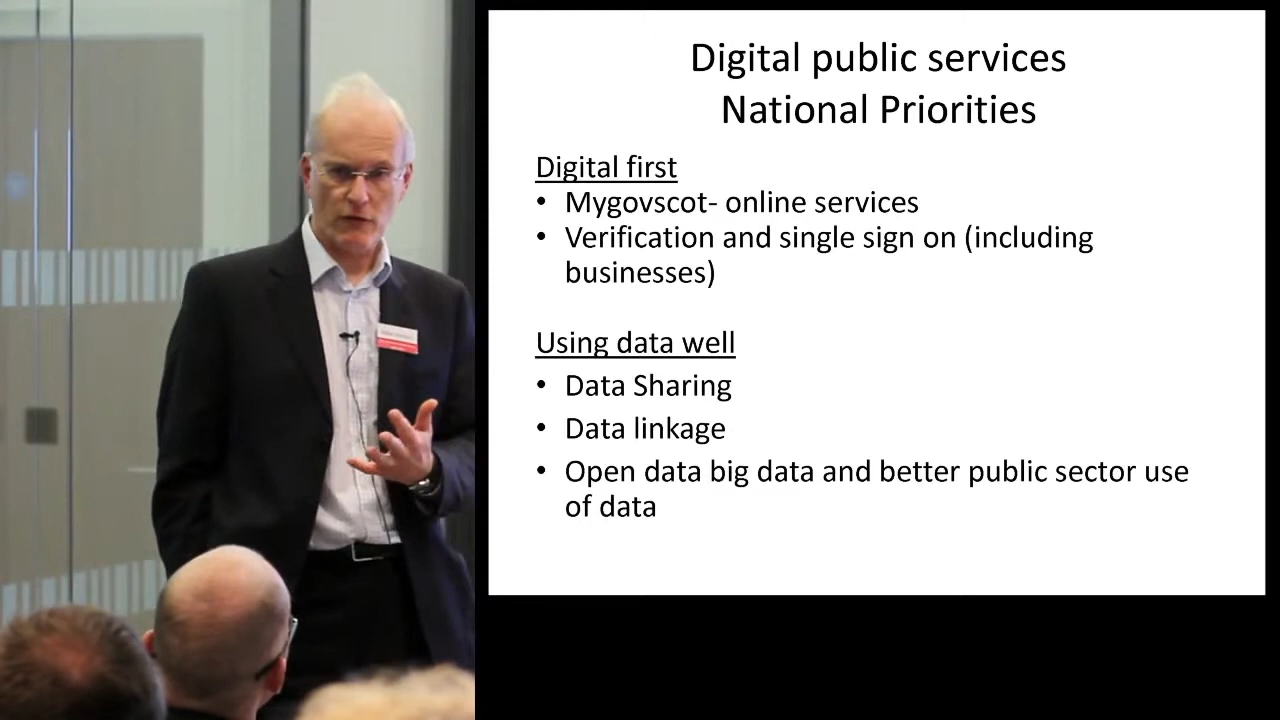 Digital public services
National Priorities
Digital first
• Mygovscot- online services
• Verification and single sign on (including
businesses)
Using data well
• Data Sharing
• Data linkage
• Open data big data and better public sector use
of data